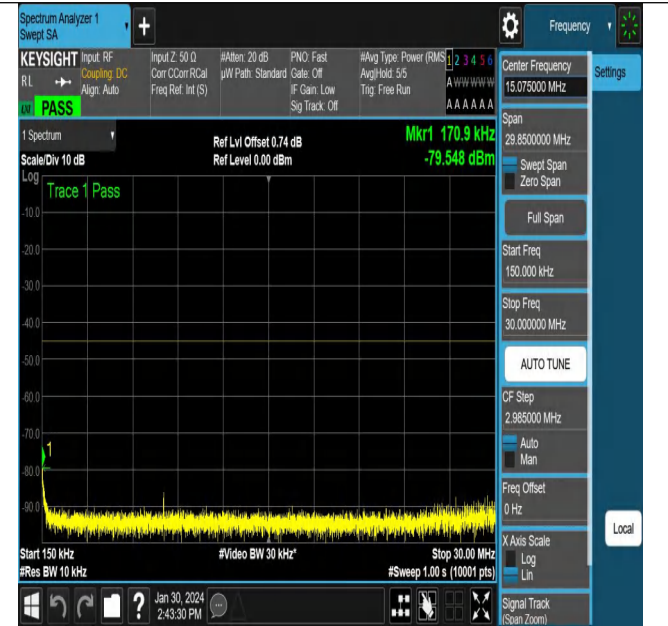 Spectrum Analyzer 1
Swept SA
+
Frequency
KEYSIGHT
RL
Align: Auto
PASS
Input: RF
Coupling: DC
Input Z: 50 Ω
Corr CCorr RCal
Freq Ref: Int (S)
#Atten: 20 dB
µW Path: Standard
PNO: Fast
Gate: Off
IF Gain: Low
Sig Track: Off
#Avg Type: Power (RMS
Avg|Hold: 5/5
Trig: Free Run
1 2 3 4 5 6
A W W W W W
A A A A A A
1 Spectrum
Scale/Div 10 dB
Ref Lvl Offset 0.74 dB
Ref Level 0.00 dBm
Mkr1 170.9 kHz
-79.548 dBm
Log
Trace 1 Pass
-10.0
-20.0
-30.0
-40.0
-50.0
-60.0
-70.0
1
-80.0
-90.0
Start 150 kHz
#Video BW 30 kHz*
Stop 30.00 MHz
#Res BW 10 kHz
#Sweep 1.00 s (10001 pts)
Jan 30, 2024
2:43:30 PM
?
Center Frequency
15.075000 MHz
Settings
Span
29.8500000 MHz
Swept Span
Zero Span
Full Span
Start Freq
150.000 kHz
Stop Freq
30.000000 MHz
AUTO TUNE
CF Step
2.985000 MHz
Auto
Man
Freq Offset
0 Hz
X Axis Scale
Log
Lin
Local
Signal Track
(Span Zoom)